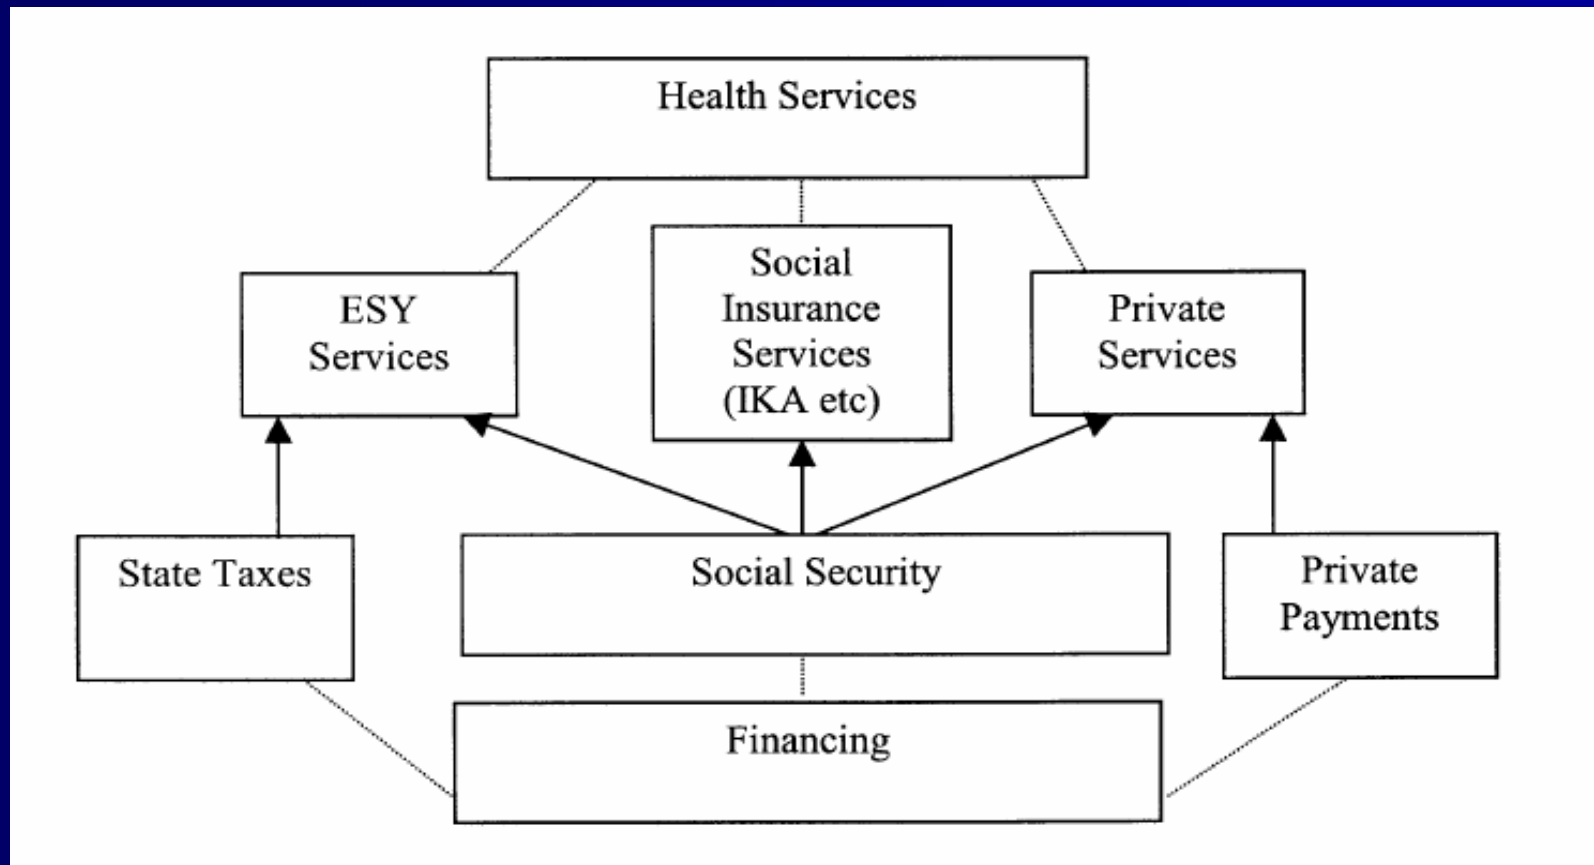 Health Services
ESY
Services
Social
Insurance
Services
(IKA etc)
Private
Services
State Taxes
Social Security
Private
Payments
Financing